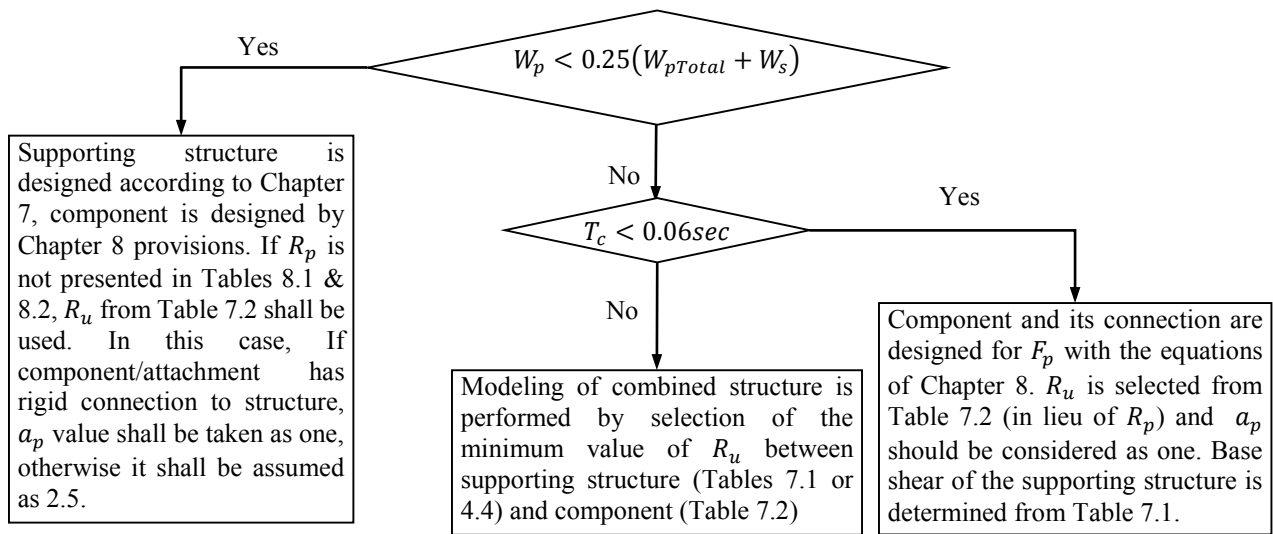 Yes
W_p < 0.25(W_{pTotal} + W_s)
Supporting structure is
designed according to Chapter
7, component is designed by
Chapter 8 provisions. If R_p is
not presented in Tables 8.1 &
8.2, R_u from Table 7.2 shall be
used. In this case, If
component/attachment has
rigid connection to structure,
a_p value shall be taken as one,
otherwise it shall be assumed
as 2.5.
No
T_c < 0.06sec
Yes
No
Modeling of combined structure is
performed by selection of the
minimum value of R_u between
supporting structure (Tables 7.1 or
4.4) and component (Table 7.2)
Component and its connection are
designed for F_p with the equations
of Chapter 8. R_u is selected from
Table 7.2 (in lieu of R_p) and a_p
should be considered as one. Base
shear of the supporting structure is
determined from Table 7.1.